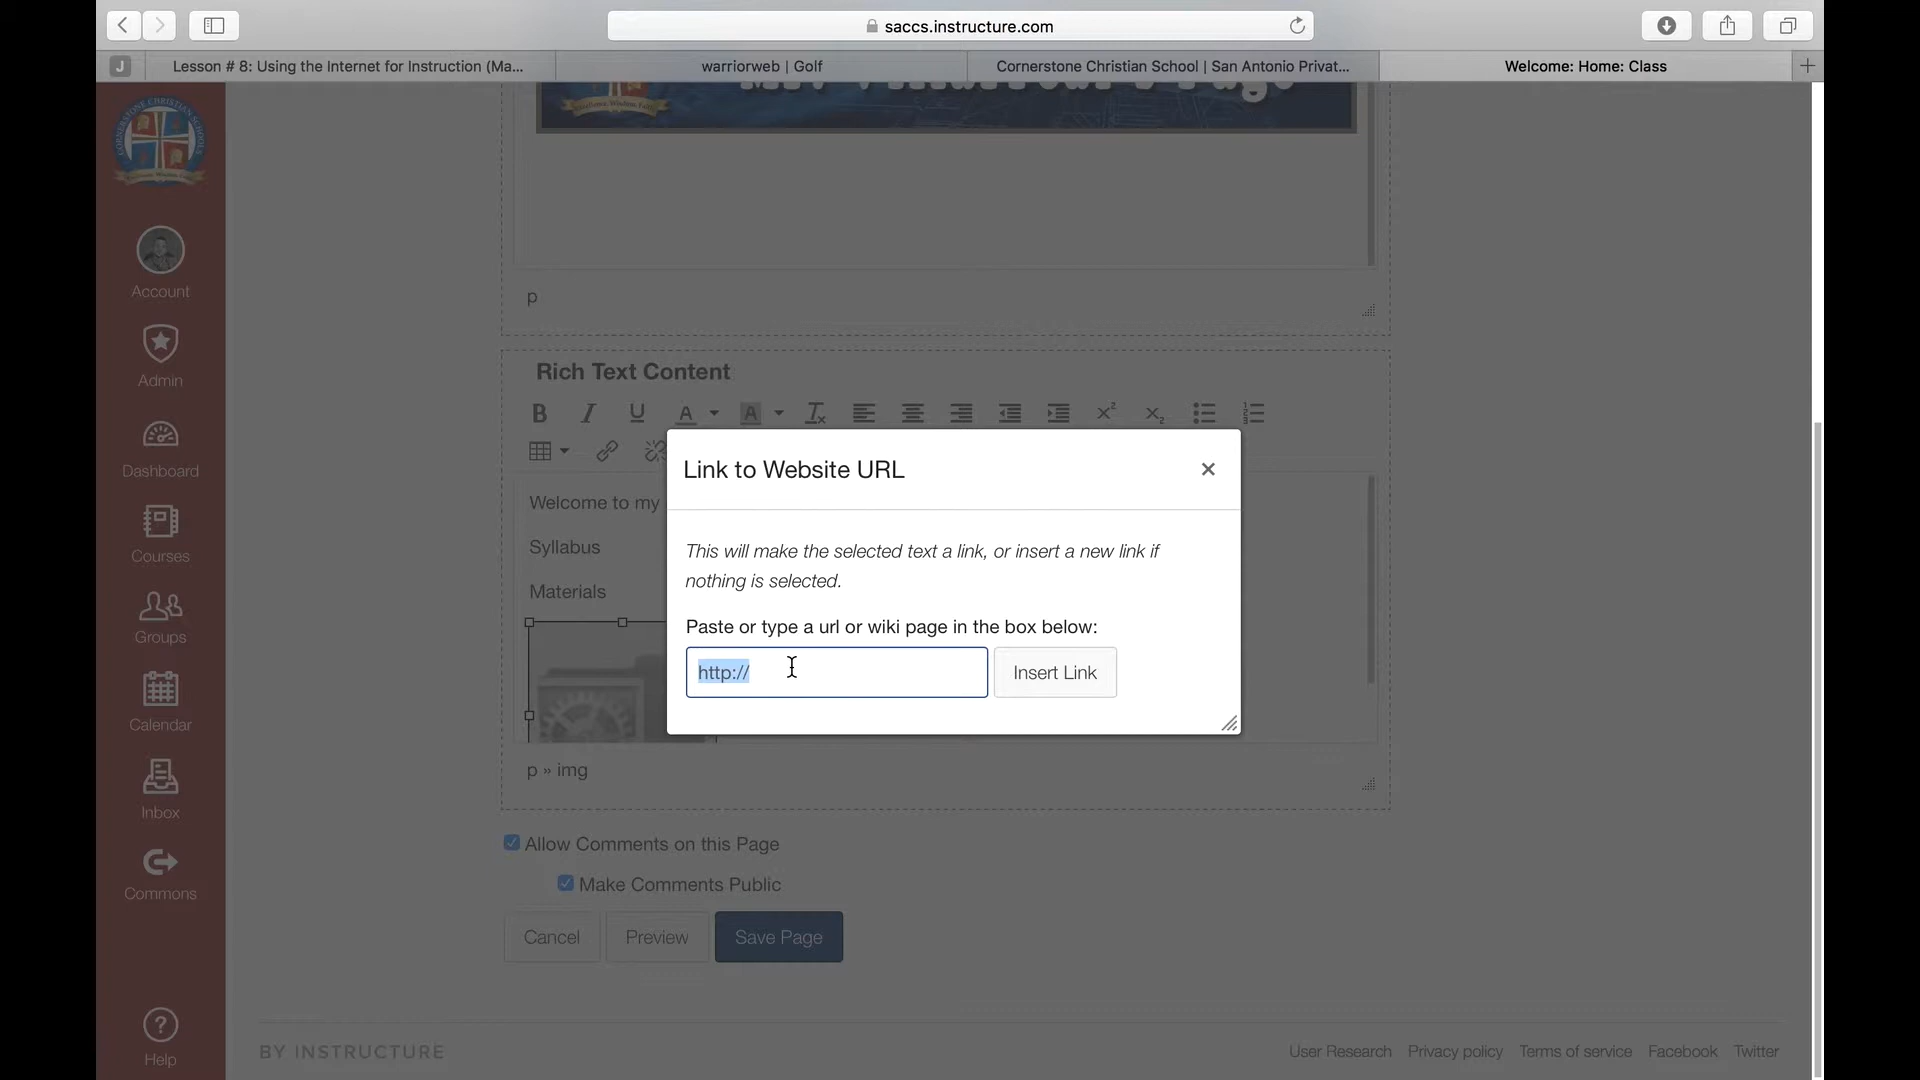 saccs.instructure.com
J
Lesson # 8: Using the Internet for Instruction (Ma...
warriorweb | Golf
Cornerstone Christian School | San Antonio Privat...
Welcome: Home: Class
Account
Admin
Dashboard
Courses
Groups
Calendar
Inbox
Commons
Help
p
Rich Text Content
Welcome to my
Syllabus
Materials
p » img
Link to Website URL
This will make the selected text a link, or insert a new link if
nothing is selected.
Paste or type a url or wiki page in the box below:
http://
Insert Link
Allow Comments on this Page
Make Comments Public
Cancel
Preview
Save Page
BY INSTRUCTURE
User Research
Privacy policy
Terms of service
Facebook
Twitter